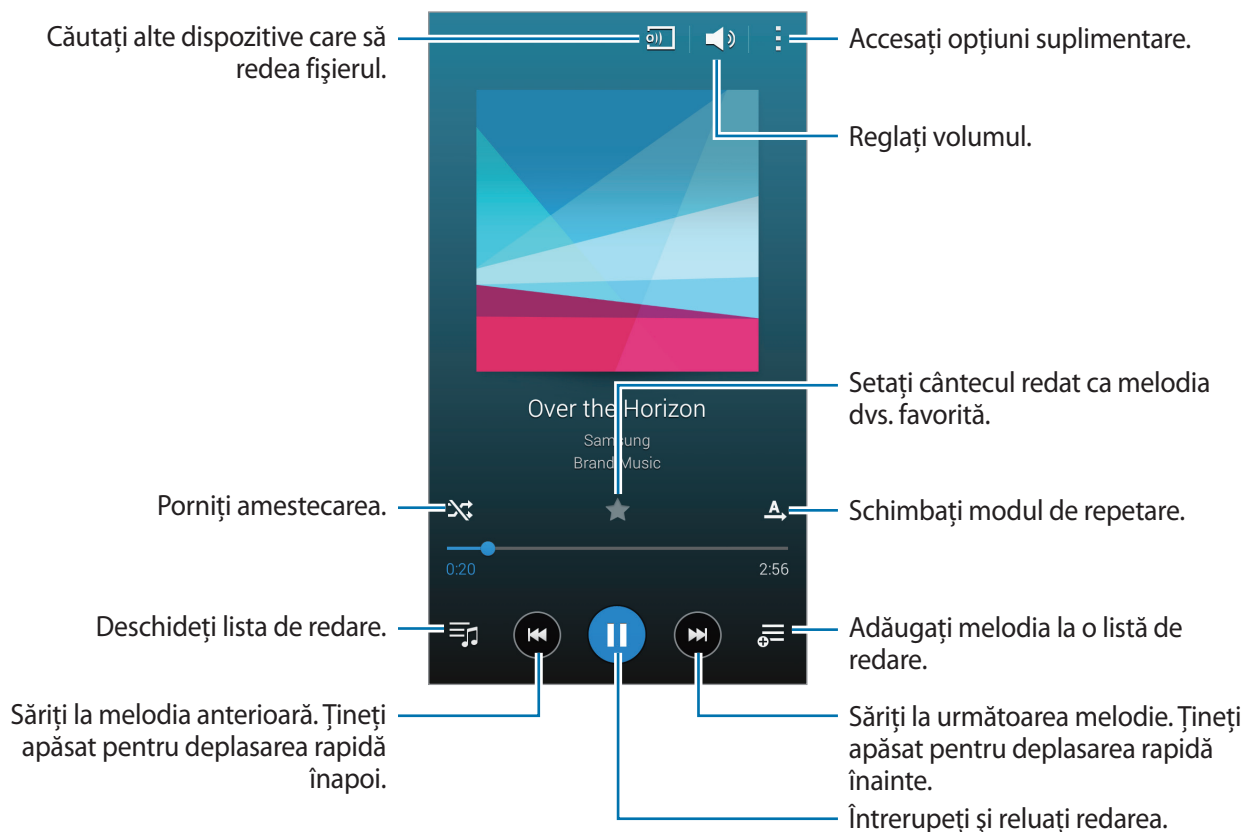 Căutați alte dispozitive care să
redea fişierul.
Accesați opțiuni suplimentare.
Reglați volumul.
Setați cântecul redat ca melodia
dvs. favorită.
Over the Horizon
Samsung
Brand Music
Porniți amestecarea.
A
Schimbați modul de repetare.
0:20
2:56
Deschideți lista de redare.
Adăugați melodia la o listă de
redare.
Săriți la melodia anterioară. Țineți
apăsat pentru deplasarea rapidă
înapoi.
Săriți la următoarea melodie. Țineți
apăsat pentru deplasarea rapidă
înainte.
Întrerupeți şi reluați redarea.